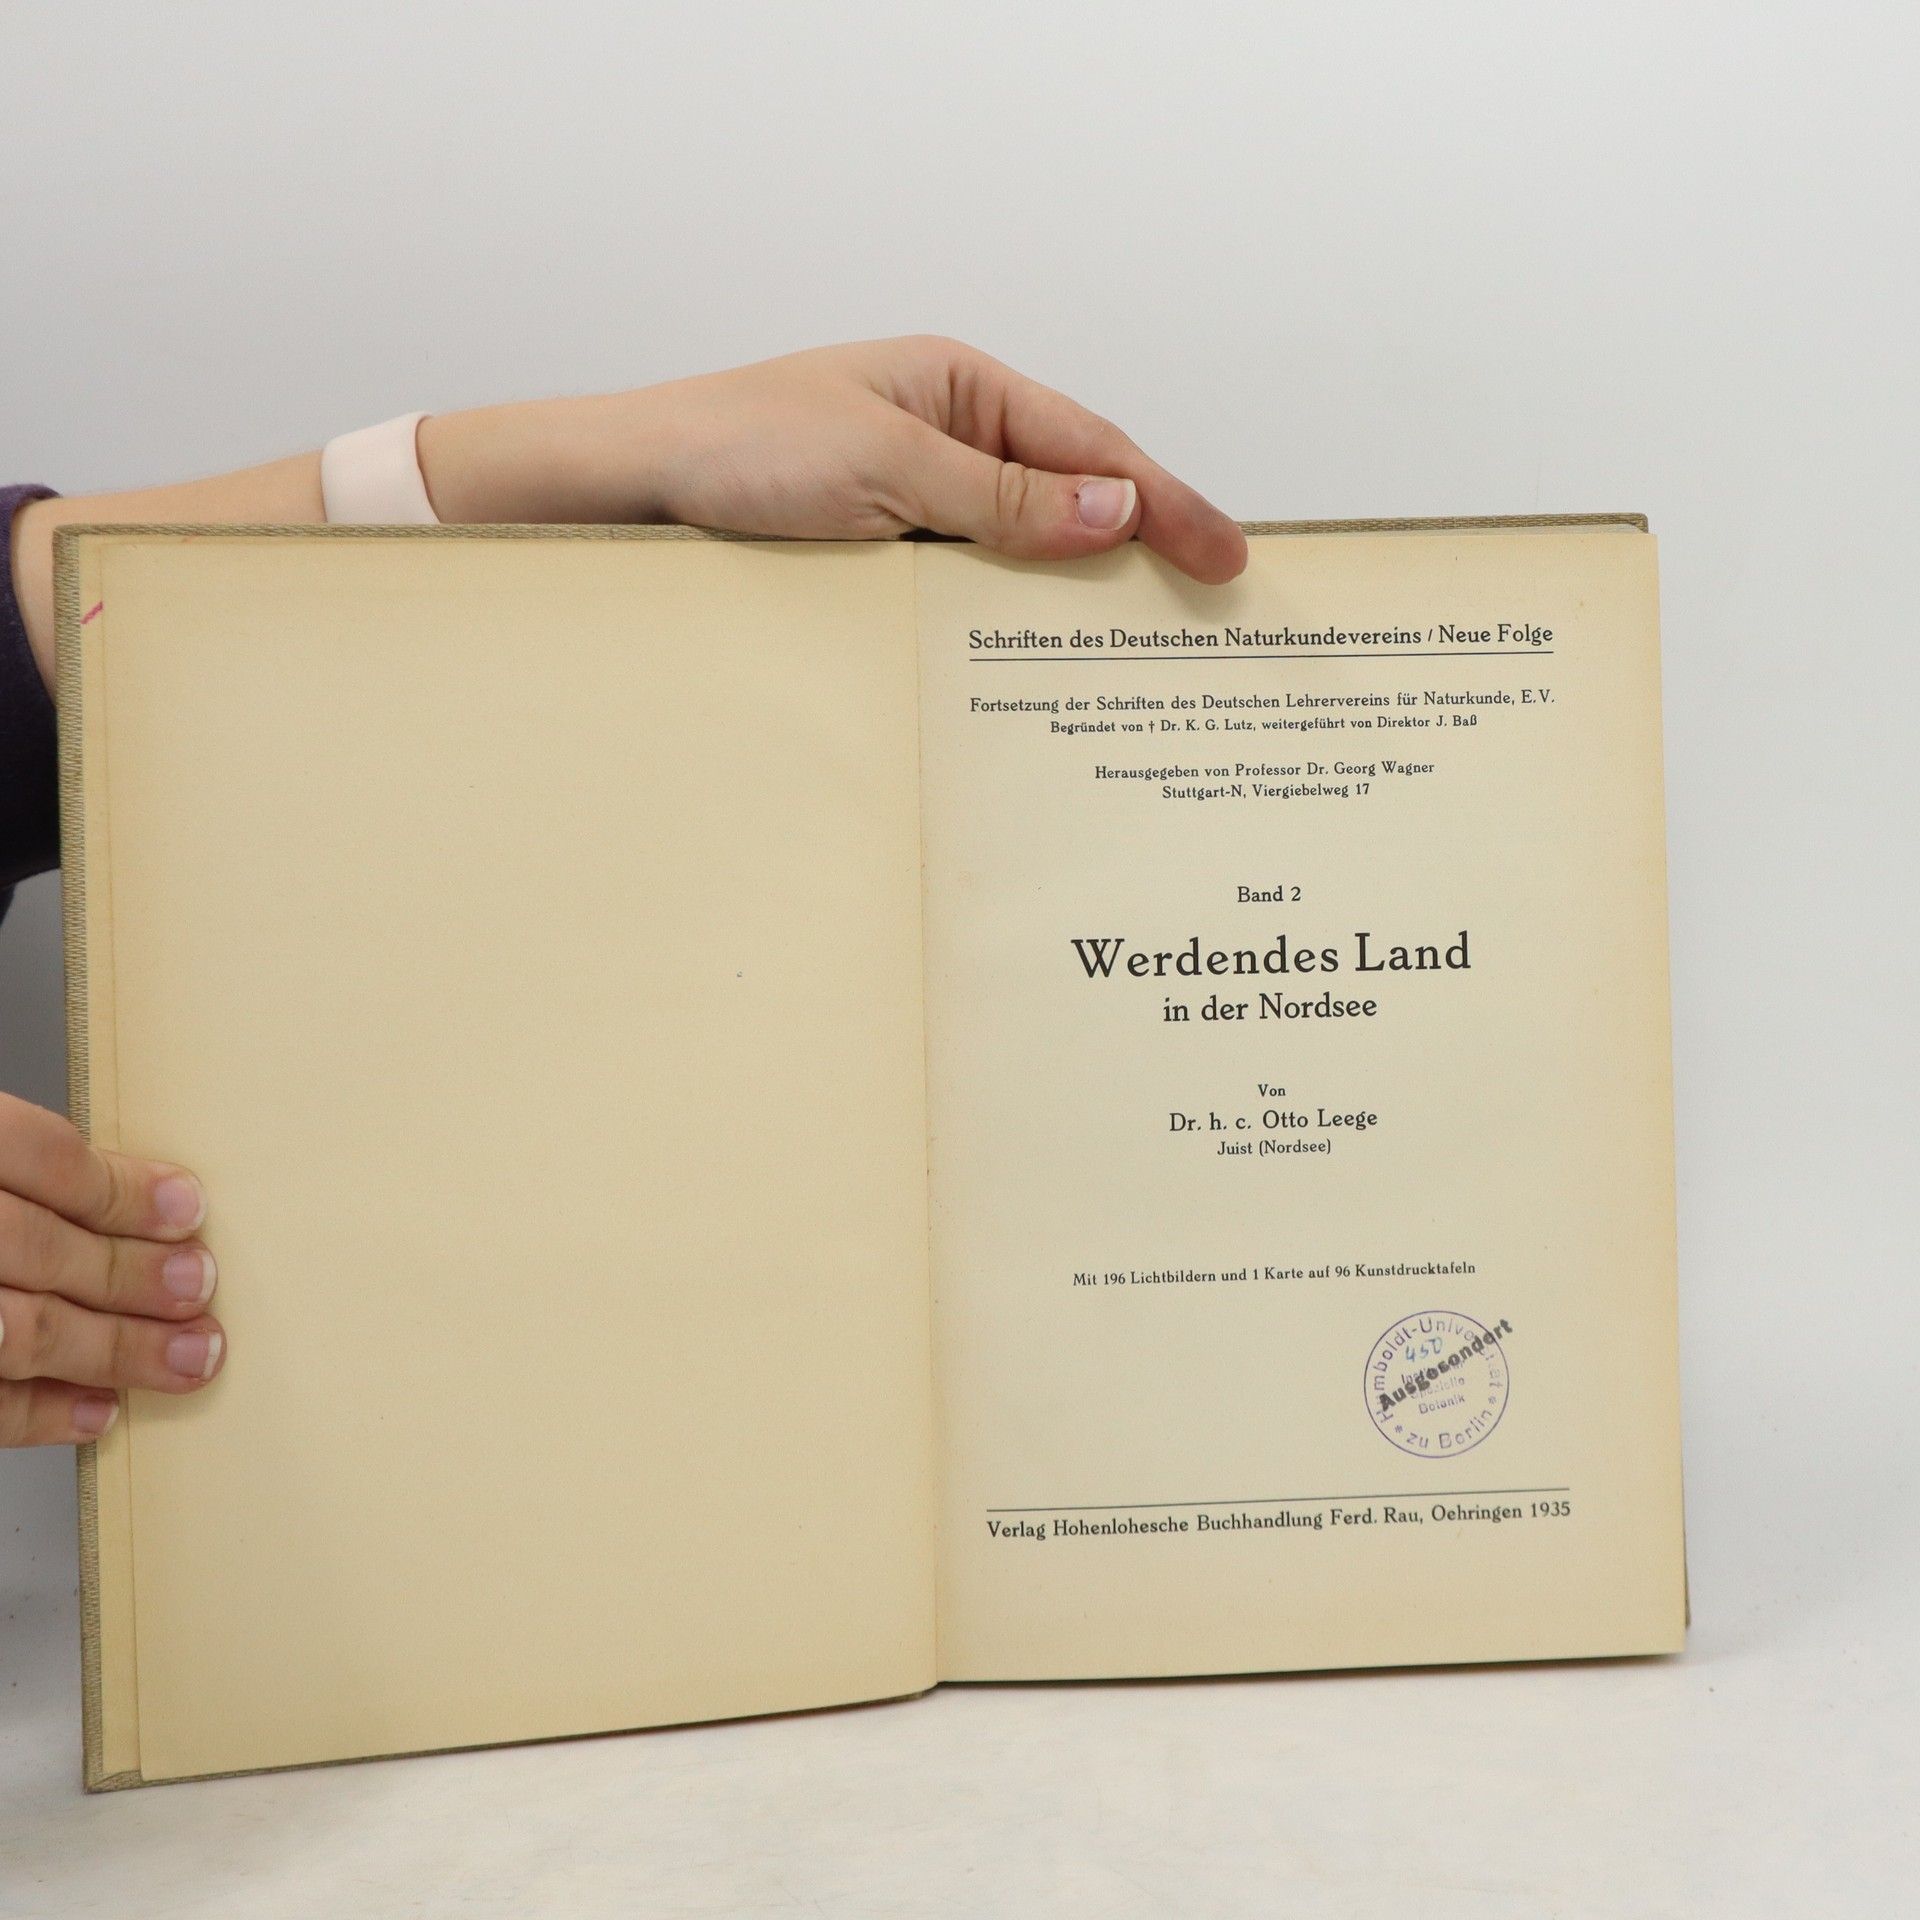 Schriften des Deutschen Naturkundevereins / Neue Folge
Fortsetzung der Schriften des Deutschen Lehrervereins für Naturkunde, E.V.
Begründet von † Dr. K. G. Lutz, weitergeführt von Direktor J. Baß
Herausgegeben von Professor Dr. Georg Wagner
Stuttgart-N, Viergiebelweg 17
Band 2
Werdendes Land
in der Nordsee
Von
Dr. h. c. Otto Leege
Juist (Nordsee)
Mit 196 Lichtbildern und 1 Karte auf 96 Kunstdrucktafeln
450
Ausgesondert
Botanik
* zu Berlin *
Verlag Hohenlohesche Buchhandlung Ferd. Rau, Oehringen 1935